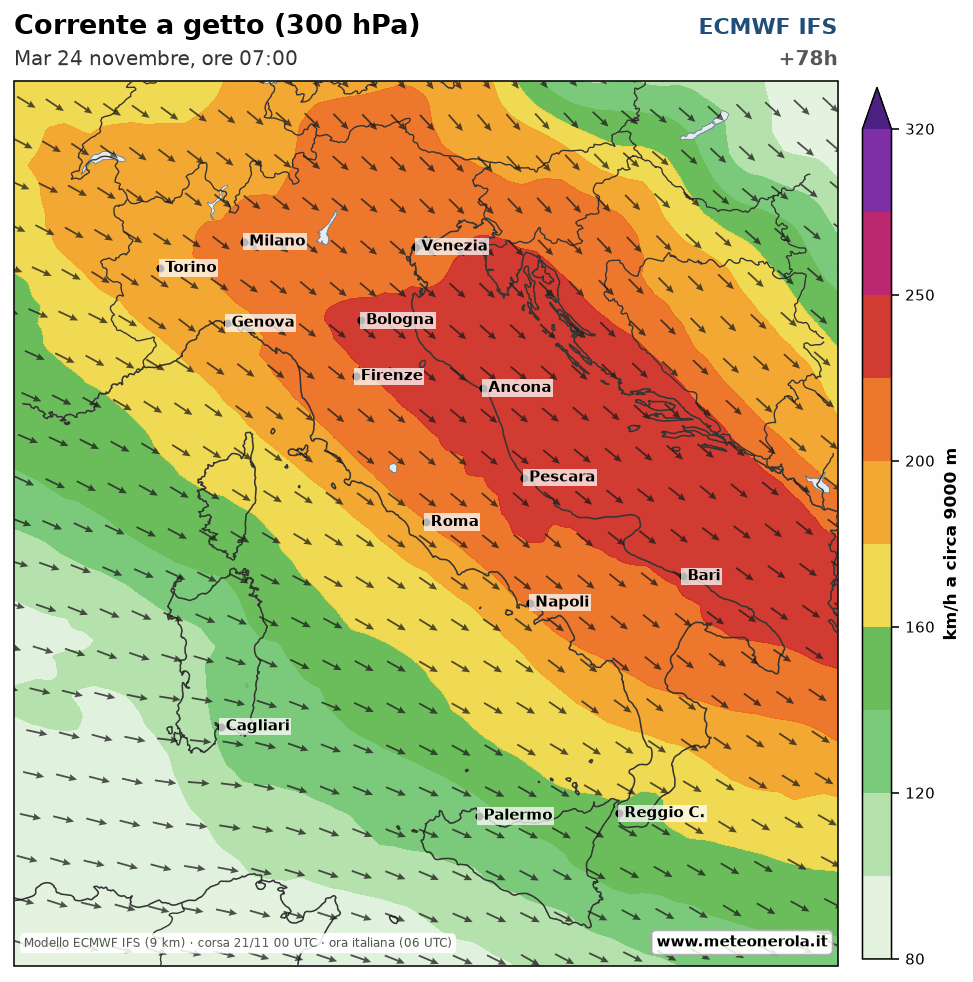 Corrente a getto (300 hPa)
ECMWF IFS
Mar 24 novembre, ore 07:00
+78h
Milano
Venezia
Torino
Genova
Bologna
Firenze
Ancona
Pescara
Roma
Bari
Napoli
Cagliari
Palermo
Reggio C.
320
250
200
160
120
80
km/h a circa 9000 m
Modello ECMWF IFS (9 km) · corsa 21/11 00 UTC · ora italiana (06 UTC)
www.meteonerola.it